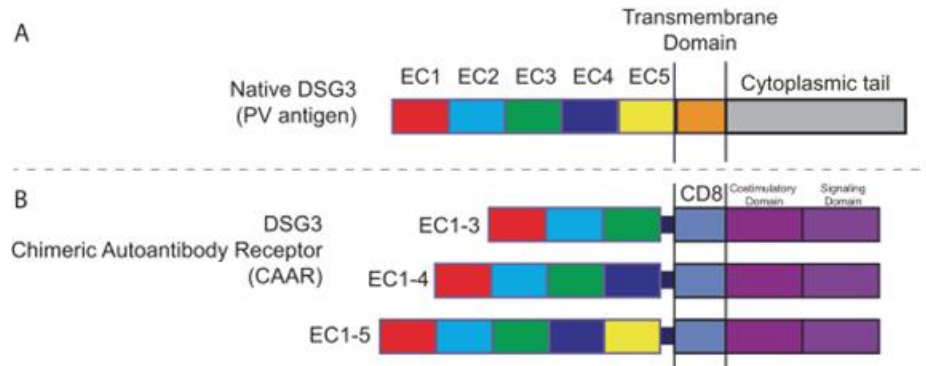 A
Transmembrane
Domain
EC1 EC2 EC3 EC4 EC5
Cytoplasmic tail
Native DSG3
(PV antigen)
B
CD8
Costimulatory
Domain
Signaling
Domain
DSG3
Chimeric Autoantibody Receptor
(CAAR)
EC1-3
EC1-4
EC1-5